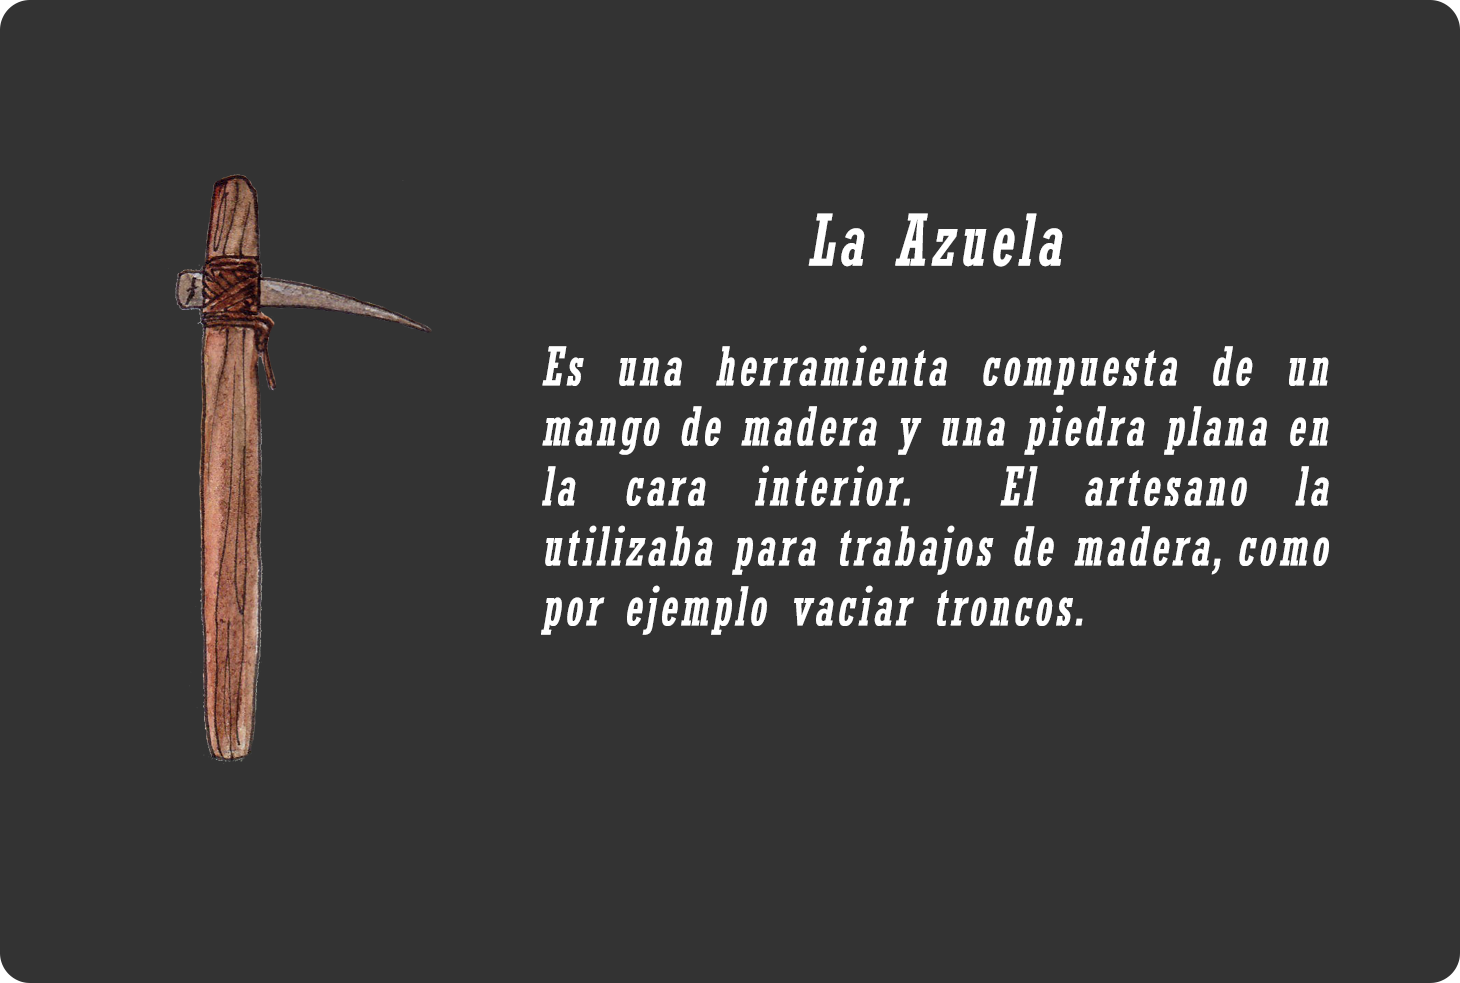 La Azuela
Es una herramienta compuesta de un
mango de madera y una piedra plana en
la cara interior. El artesano la
utilizaba para trabajos de madera, como
por ejemplo vaciar troncos.